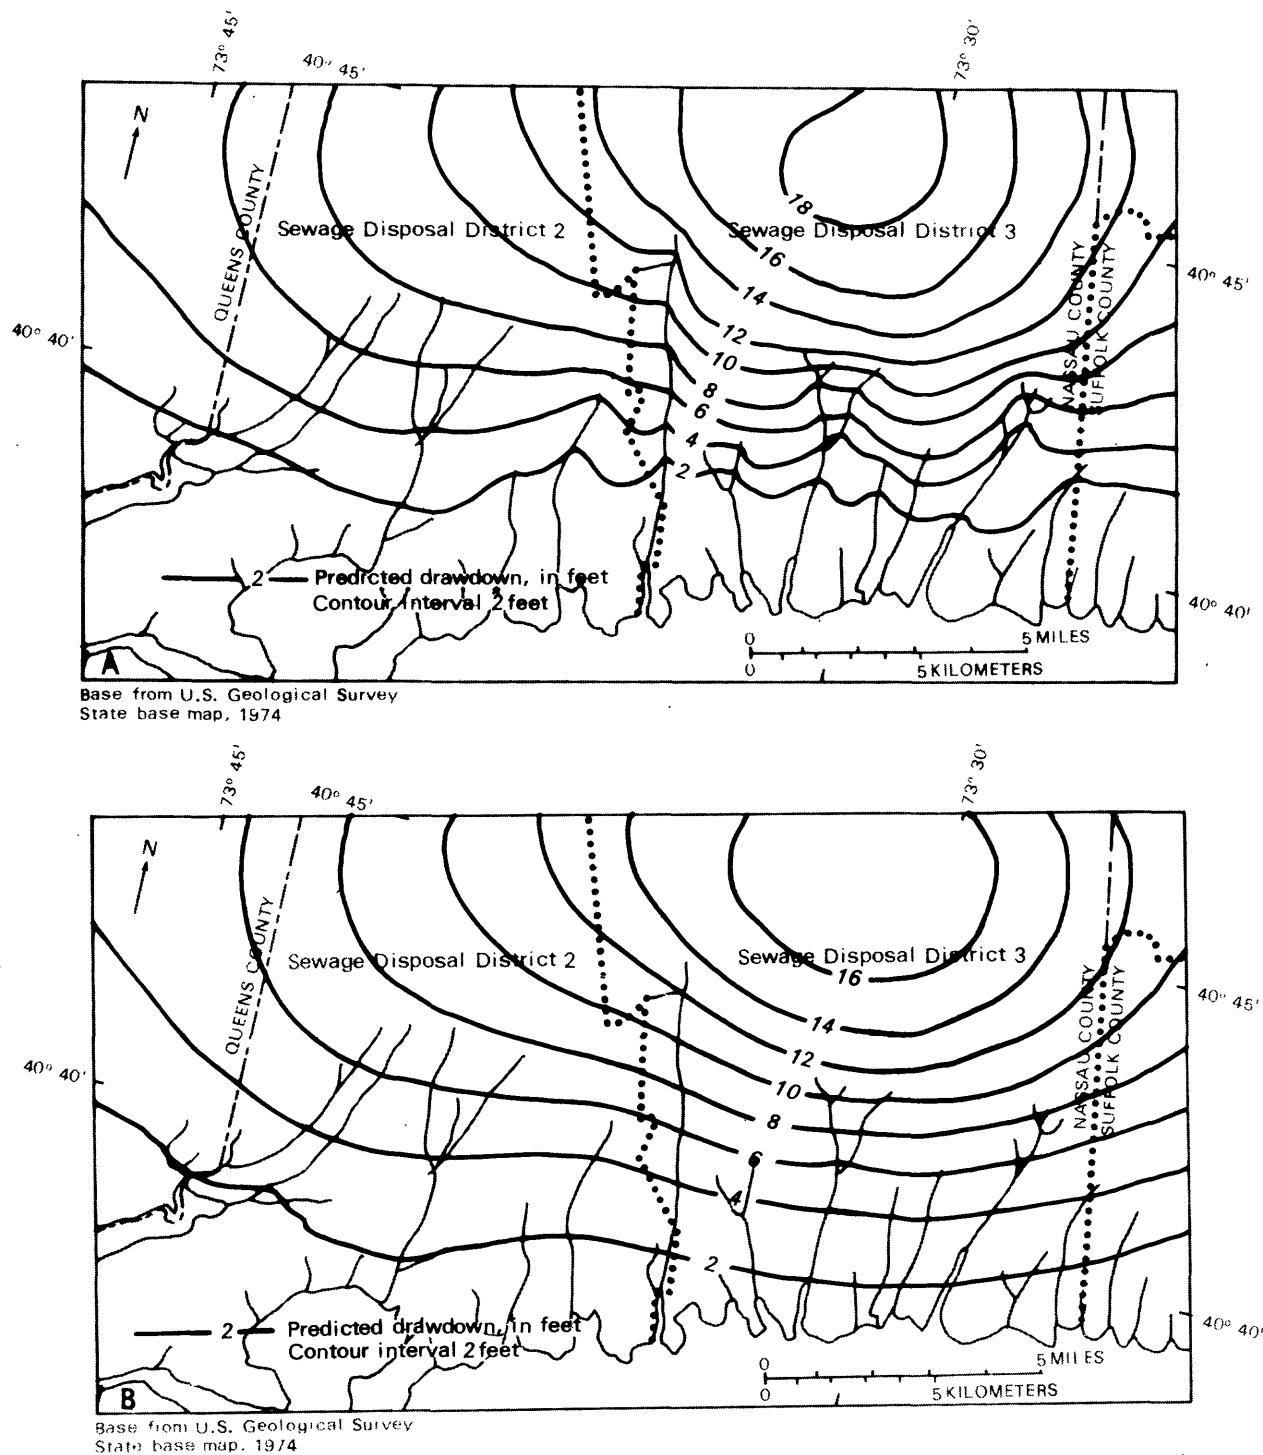 73° 45'
40° 45'
73° 30'
N
QUEENS COUNTY
Sewage Disposal District 2
Sewage Disposal District 3
18
16
14
12
10
8
6
4
2
NASSAU COUNTY
SUFFOLK COUNTY
40° 45'
40° 40'
40° 40'
2 Predicted drawdown, in feet
Contour interval 2 feet
0 5 MILES
0 5 KILOMETERS
A
Base from U.S. Geological Survey
State base map, 1974
73° 45'
40° 45'
73° 30'
N
QUEENS COUNTY
Sewage Disposal District 2
Sewage Disposal District 3
16
14
12
10
8
6
4
2
NASSAU COUNTY
SUFFOLK COUNTY
40° 45'
40° 40'
40° 40'
2 Predicted drawdown, in feet
Contour interval 2 feet
0 5 MILES
0 5 KILOMETERS
B
Base from U.S. Geological Survey
State base map, 1974